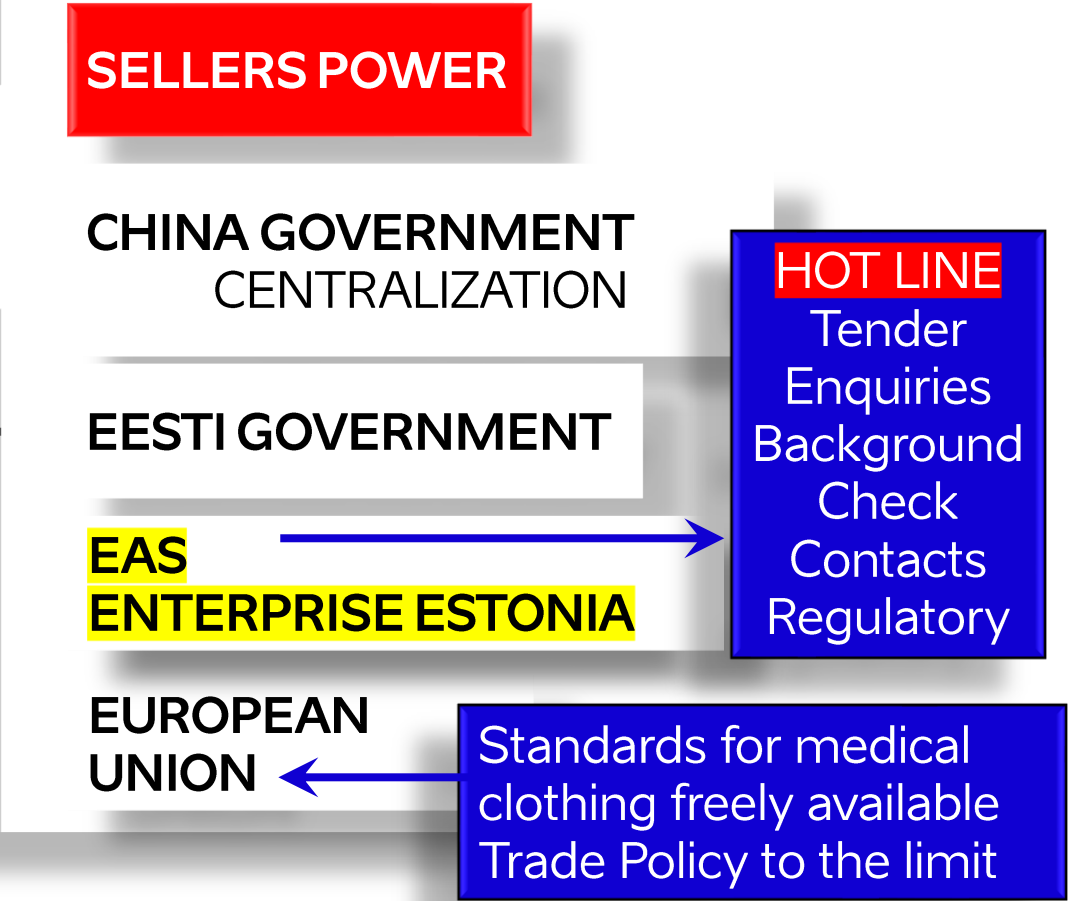 SELLERS POWER
CHINA GOVERNMENT
CENTRALIZATION
EESTI GOVERNMENT
EAS
ENTERPRISE ESTONIA
EUROPEAN
UNION
HOT LINE
Tender
Enquiries
Background
Check
Contacts
Regulatory
Standards for medical
clothing freely available
Trade Policy to the limit